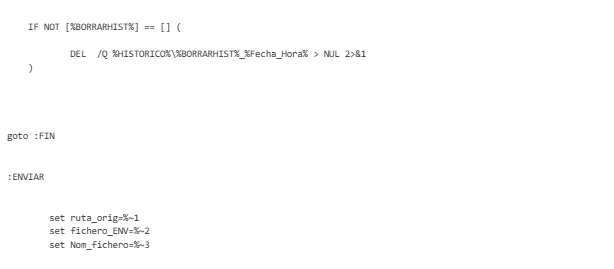 IF NOT [%BORRARHIST%] == [] (
DEL /Q %HISTORICO%\%BORRARHIST%_%Fecha_Hora% > NUL 2>&1
)
goto :FIN
:ENVIAR
set ruta_orig=%~1
set fichero_ENV=%~2
set Nom_fichero=%~3